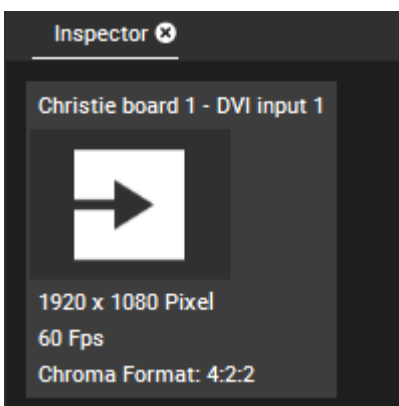 Inspector
Christie board 1 - DVI input 1
1920 x 1080 Pixel
60 Fps
Chroma Format: 4:2:2